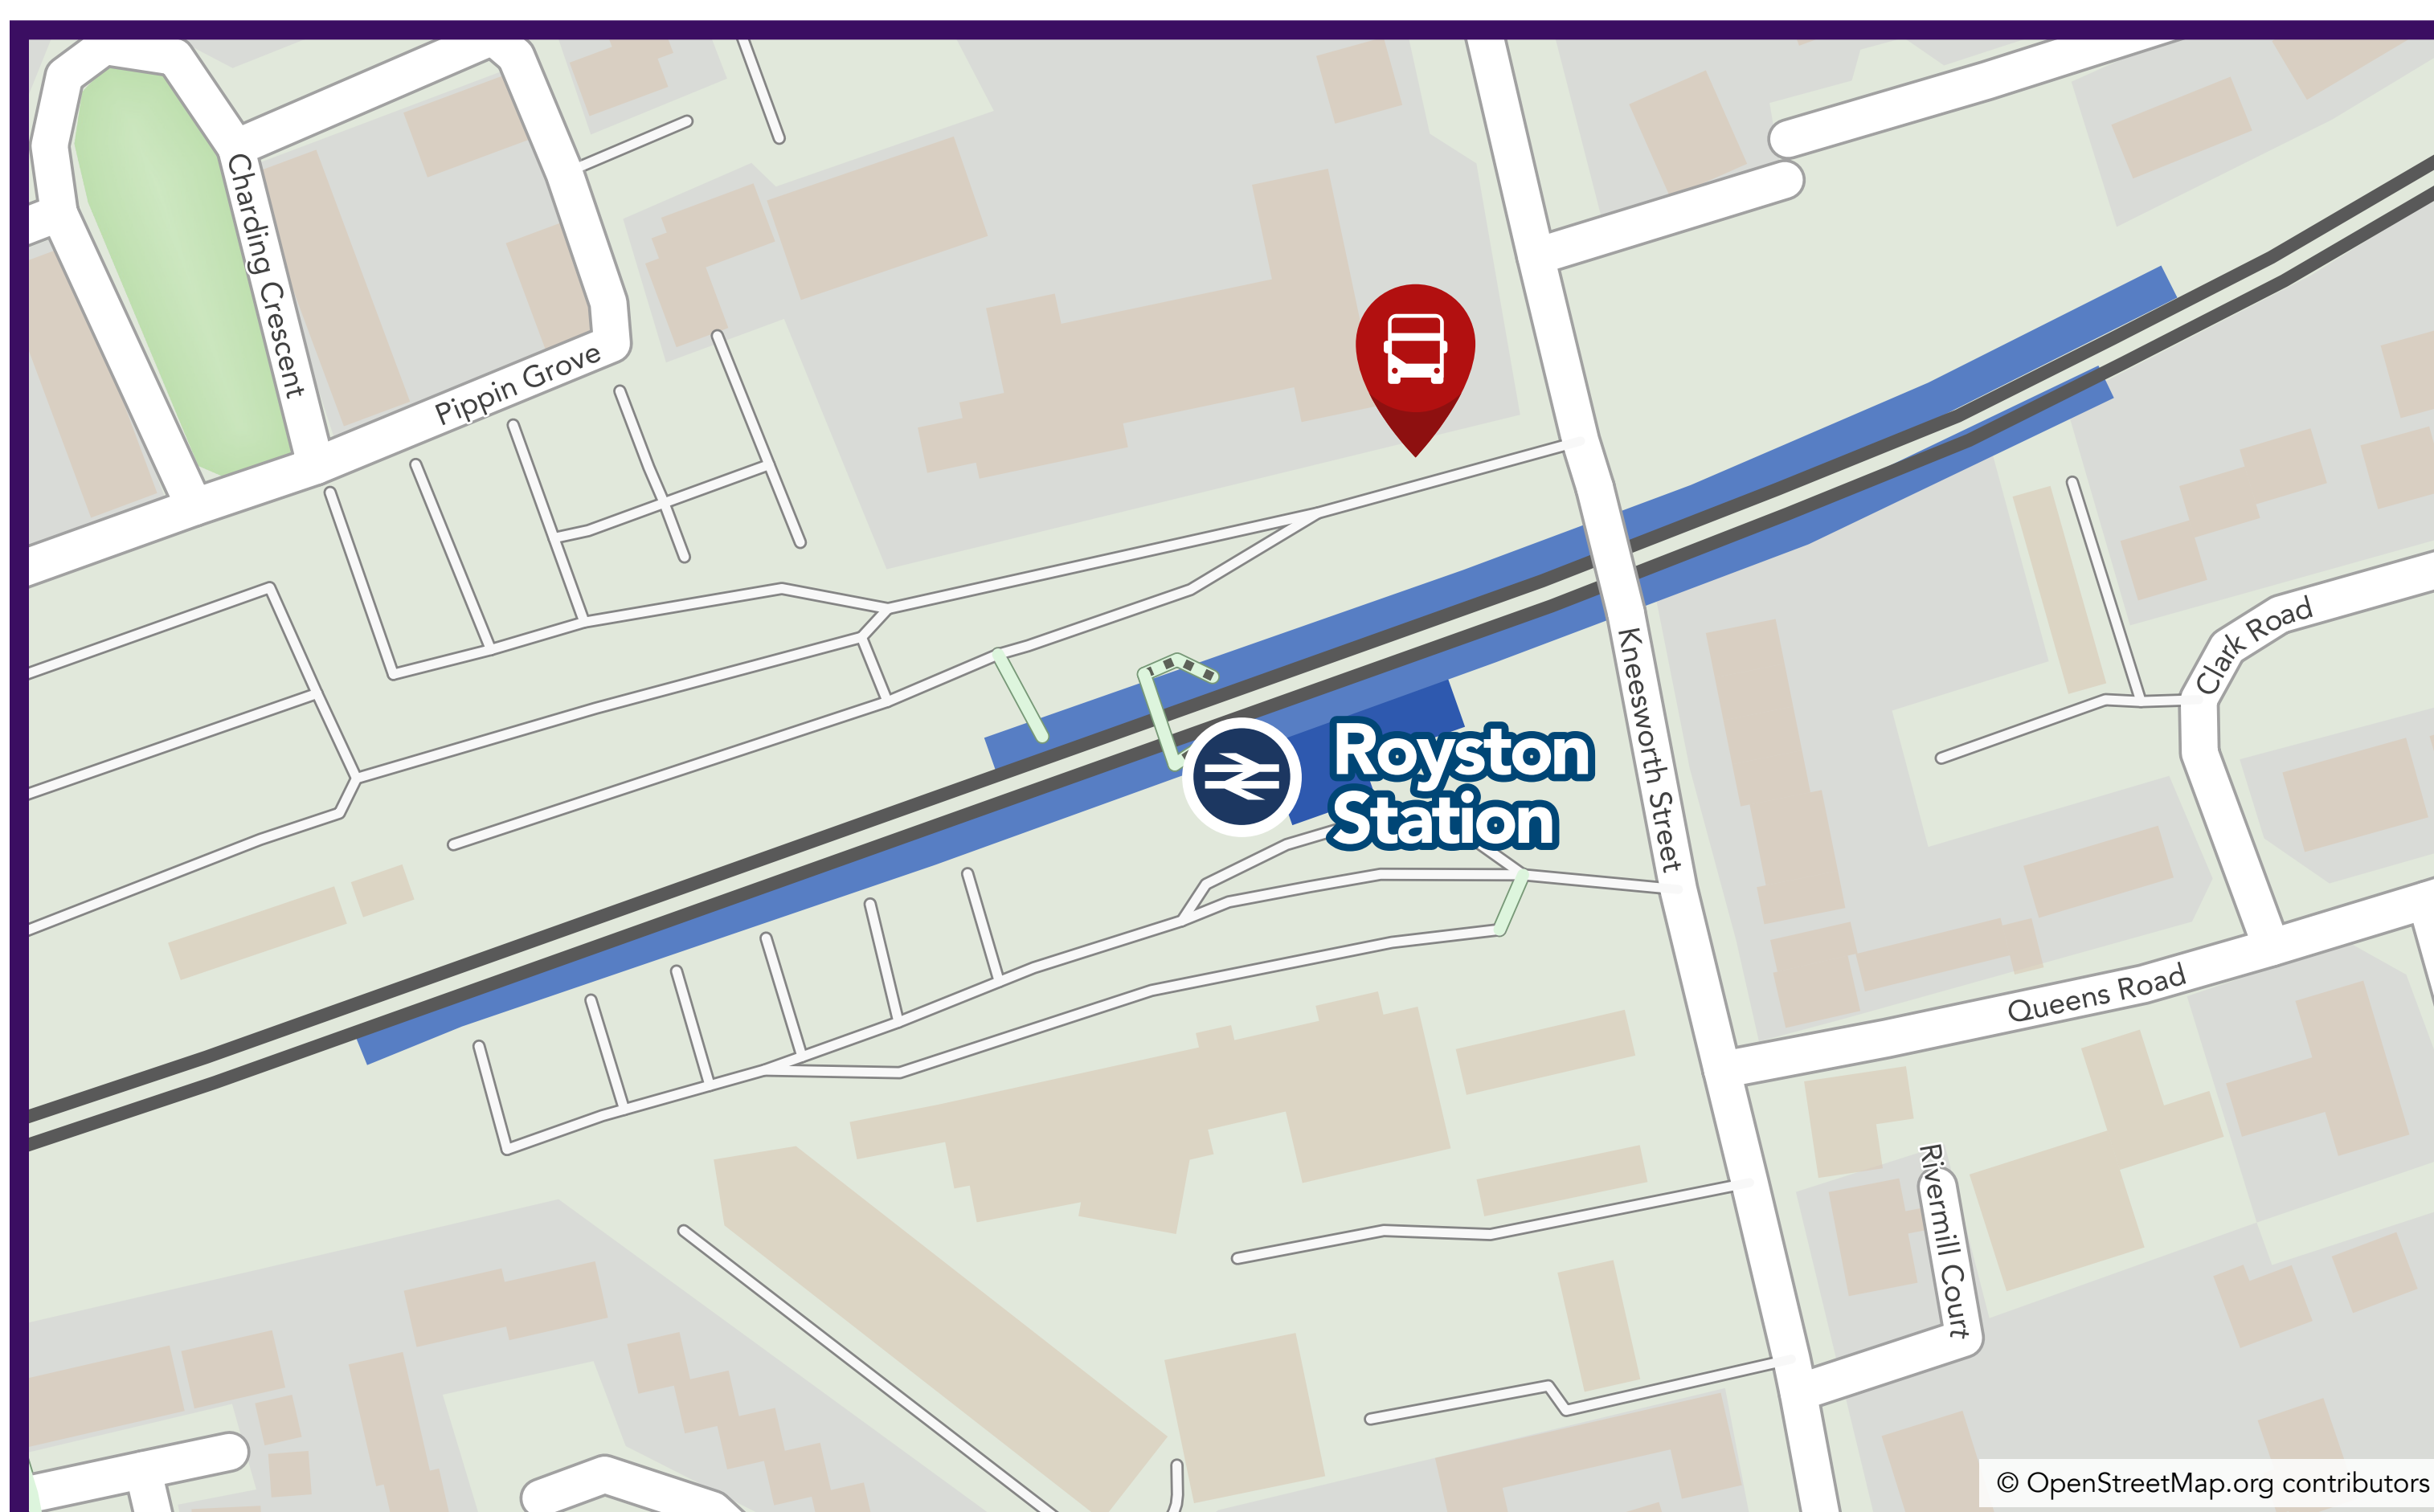 Charding Crescent
Pippin Grove
Clark Road
Royston
Station
Kneesworth Street
Queens Road
Rivermill Court
© OpenStreetMap.org contributors